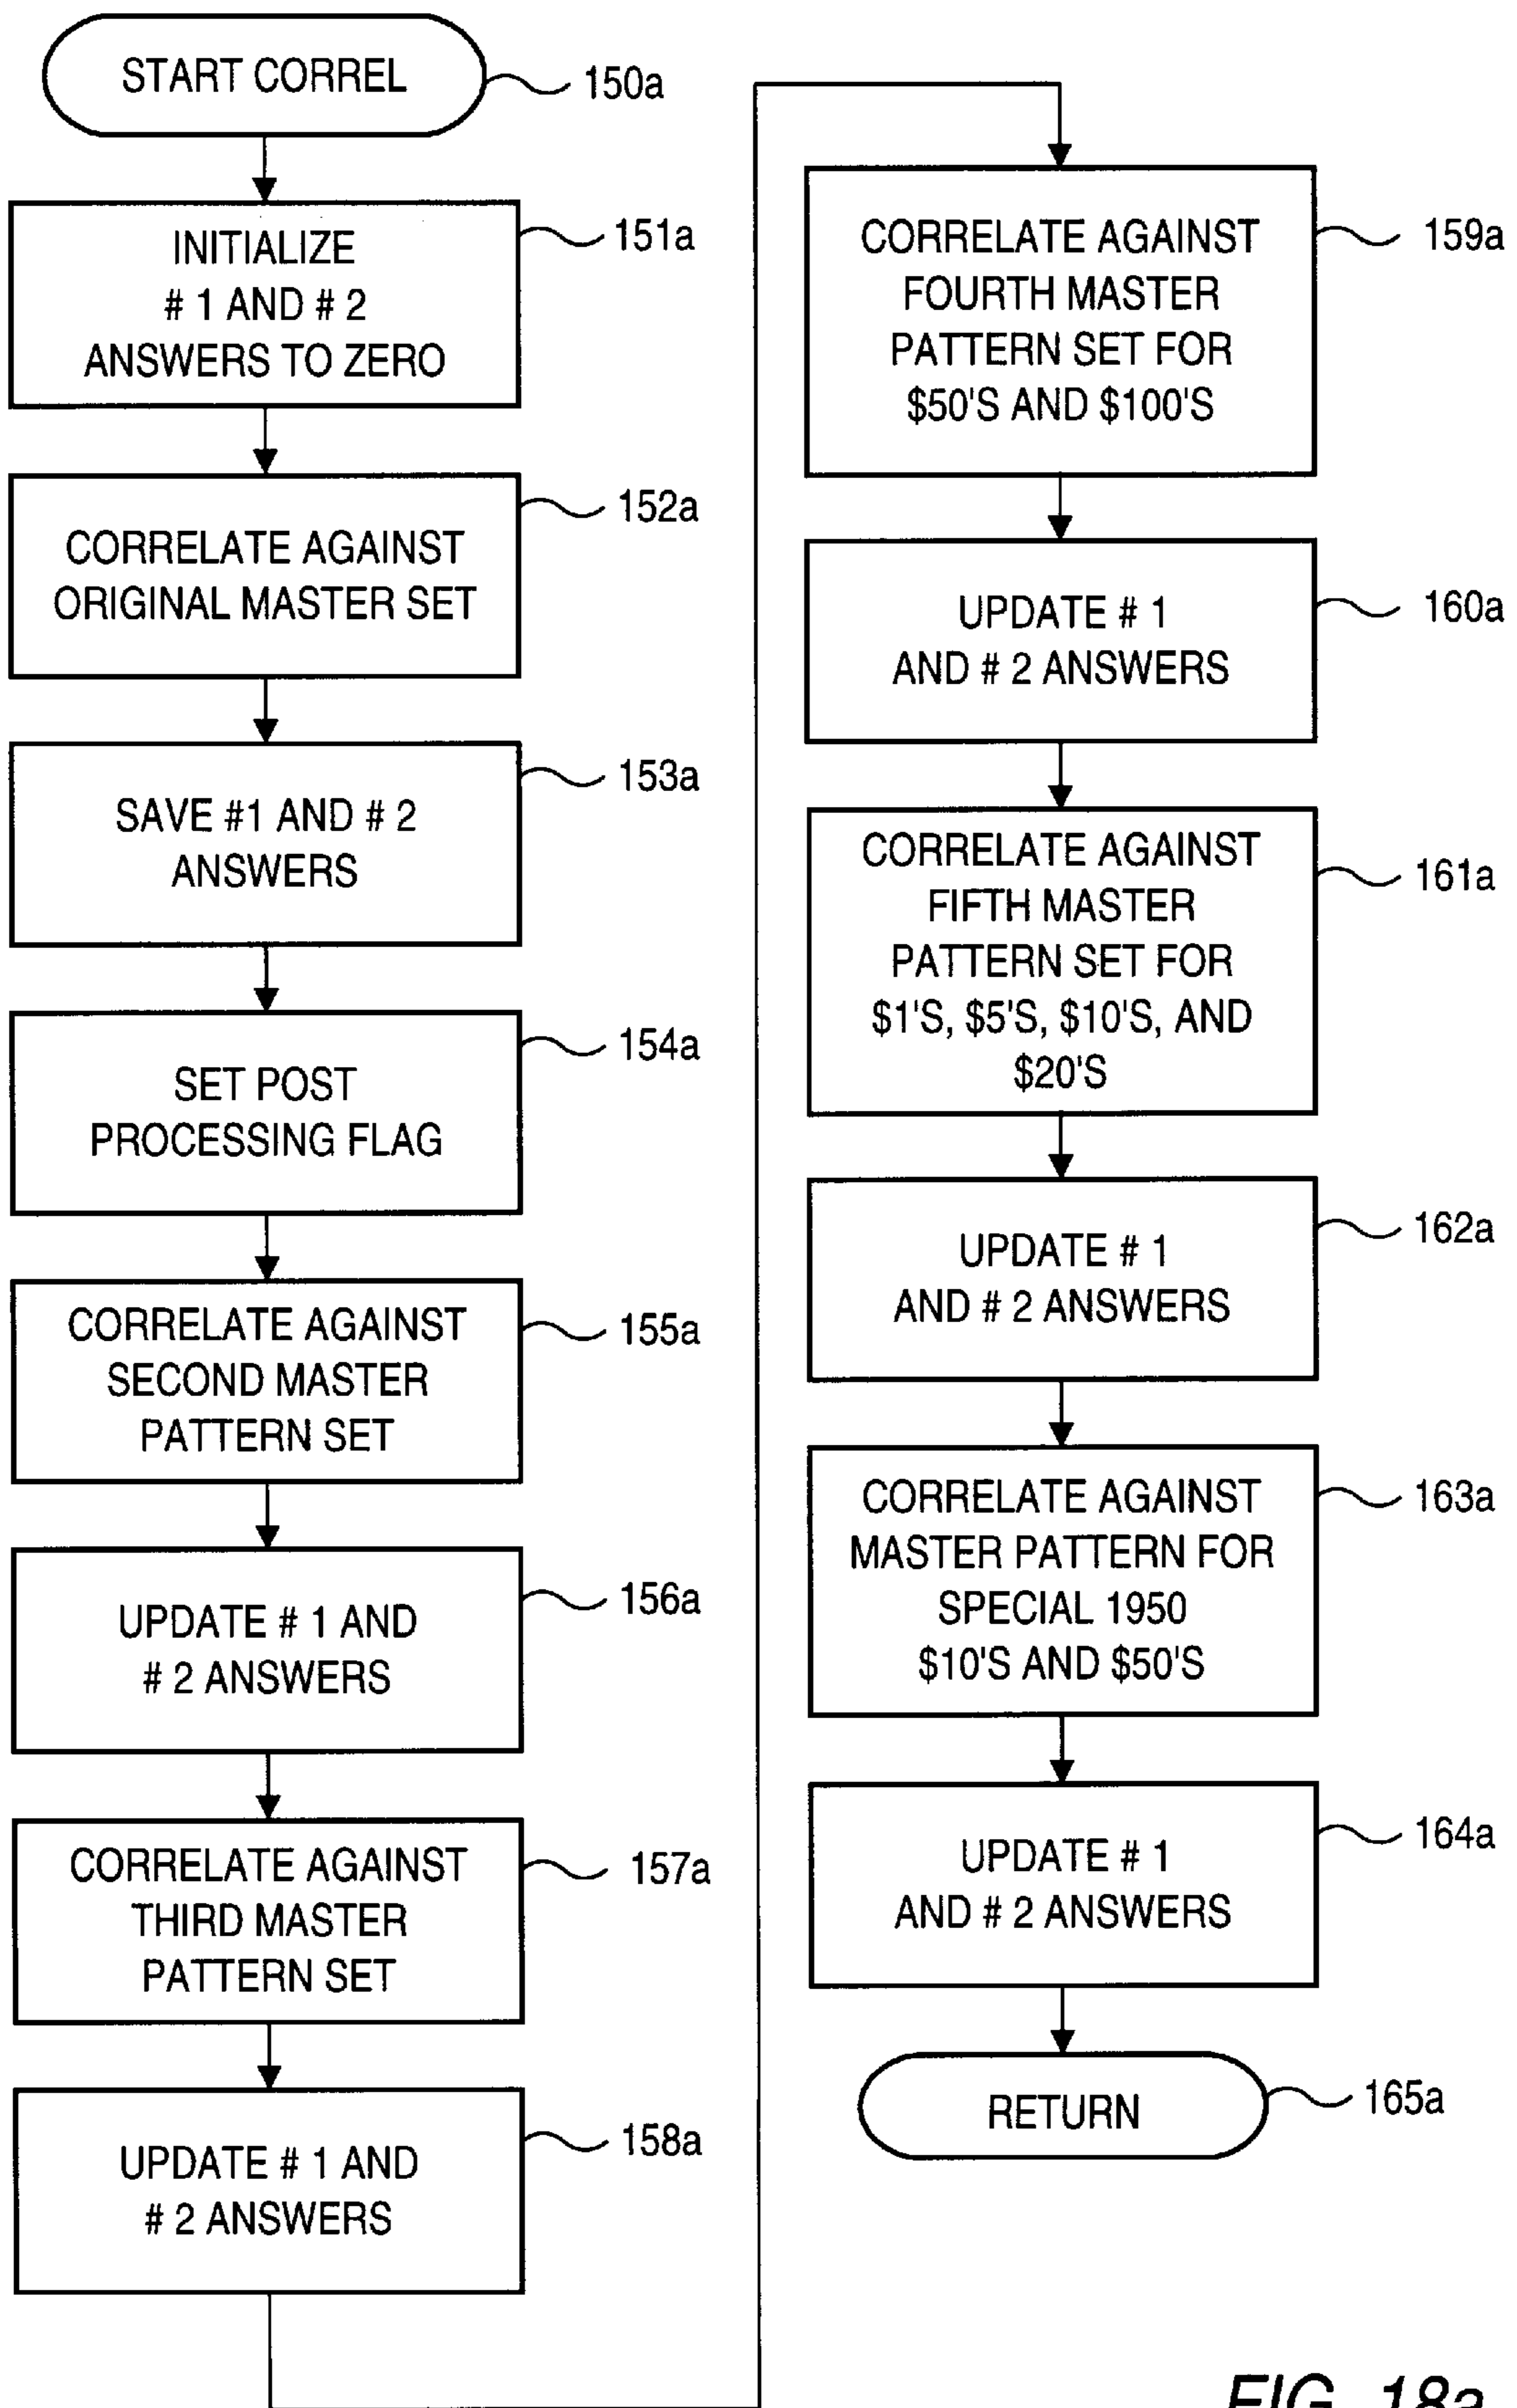 START CORREL
150a
INITIALIZE
# 1 AND # 2
ANSWERS TO ZERO
151a
CORRELATE AGAINST
ORIGINAL MASTER SET
152a
SAVE #1 AND # 2
ANSWERS
153a
SET POST
PROCESSING FLAG
154a
CORRELATE AGAINST
SECOND MASTER
PATTERN SET
155a
UPDATE # 1 AND
# 2 ANSWERS
156a
CORRELATE AGAINST
THIRD MASTER
PATTERN SET
157a
UPDATE # 1 AND
# 2 ANSWERS
158a
CORRELATE AGAINST
FOURTH MASTER
PATTERN SET FOR
$50'S AND $100'S
159a
UPDATE # 1
AND # 2 ANSWERS
160a
CORRELATE AGAINST
FIFTH MASTER
PATTERN SET FOR
$1'S, $5'S, $10'S, AND
$20'S
161a
UPDATE # 1
AND # 2 ANSWERS
162a
CORRELATE AGAINST
MASTER PATTERN FOR
SPECIAL 1950
$10'S AND $50'S
163a
UPDATE # 1
AND # 2 ANSWERS
164a
RETURN
165a
FIG. 18a